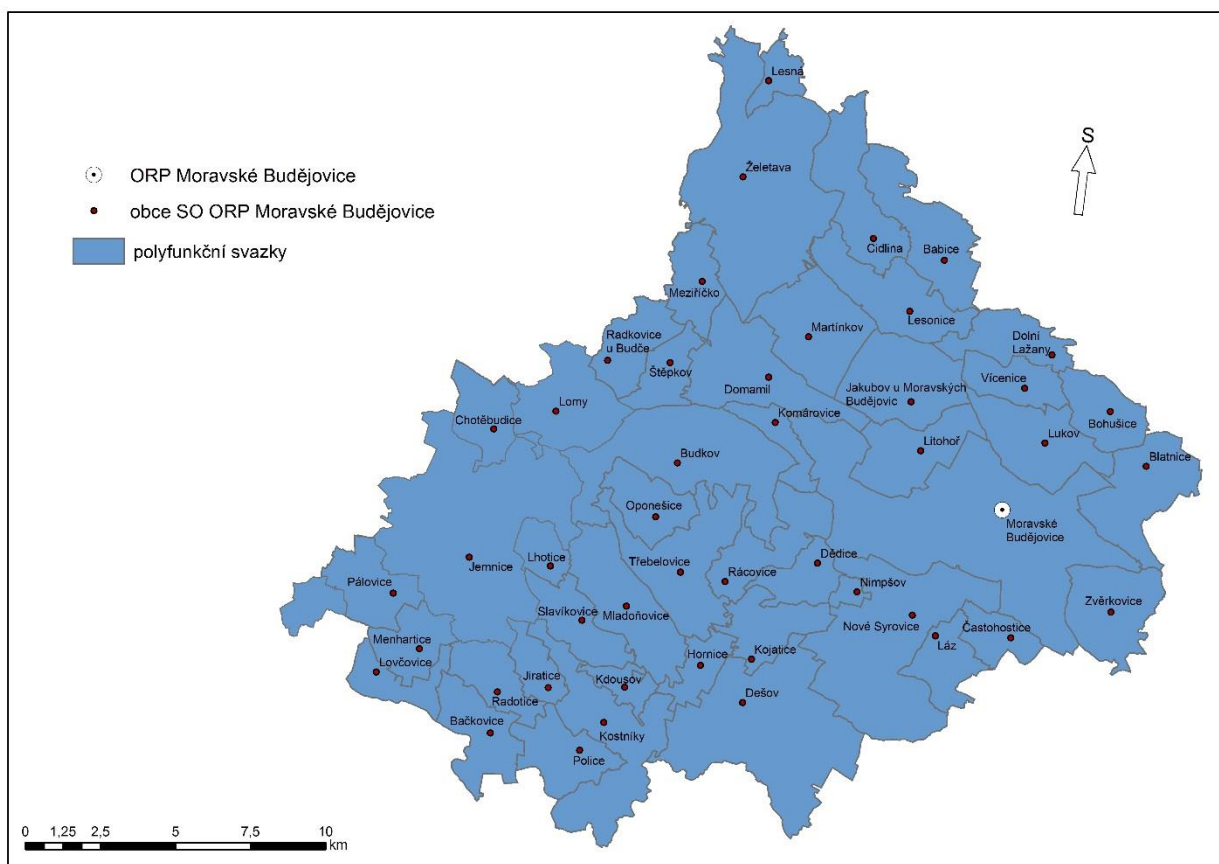 Lesná
S
ORP Moravské Budějovice
Želetava
obce SO ORP Moravské Budějovice
polyfunkční svazky
Cidlina
Babice
Meziříčko
Lesonice
Martínkov
Dolní
Lažany
Radkovice
u Budče
Štěpkov
Vícenice
Domamil
Jakubov u Moravských
Budějovic
Lomy
Chotěbudice
Komárovice
Bohušice
Lukov
Litohoř
Blatnice
Budkov
Oponešice
Moravské
Budějovice
Jemnice
Lhotice
Třebelovice
Rácovice
Dědice
Nimpšov
Pálovice
Slavíkovice
Mladoňovice
Nové Syrovice
Častohostice
Zvěrkovice
Menhartice
Lovčovice
Láz
Hornice
Kojatice
Jiratice
Kdousov
Radotice
Dešov
Bačkovice
Kostníky
Police
0 1,25 2,5 5 7,5 10
km